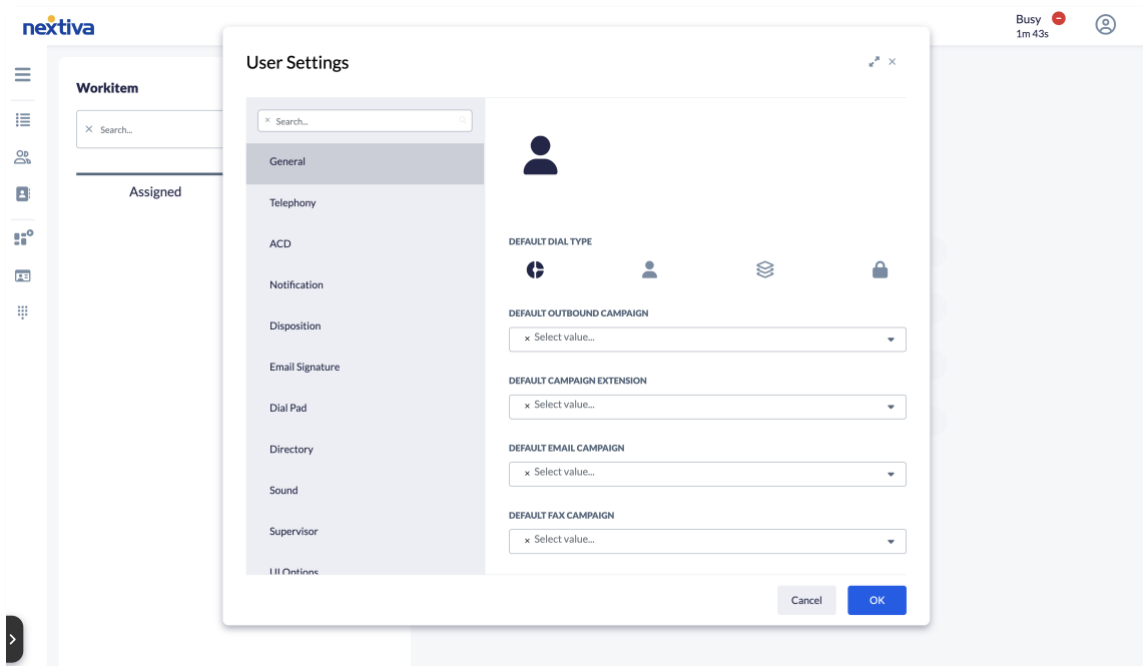 nextiva
Busy
1m 43s
Workitem
Search...
Assigned
User Settings
Search...
General
Telephony
ACD
Notification
Disposition
Email Signature
Dial Pad
Directory
Sound
Supervisor
UI Options
DEFAULT DIAL TYPE
DEFAULT OUTBOUND CAMPAIGN
× Select value...
DEFAULT CAMPAIGN EXTENSION
× Select value...
DEFAULT EMAIL CAMPAIGN
× Select value...
DEFAULT FAX CAMPAIGN
× Select value...
Cancel
OK